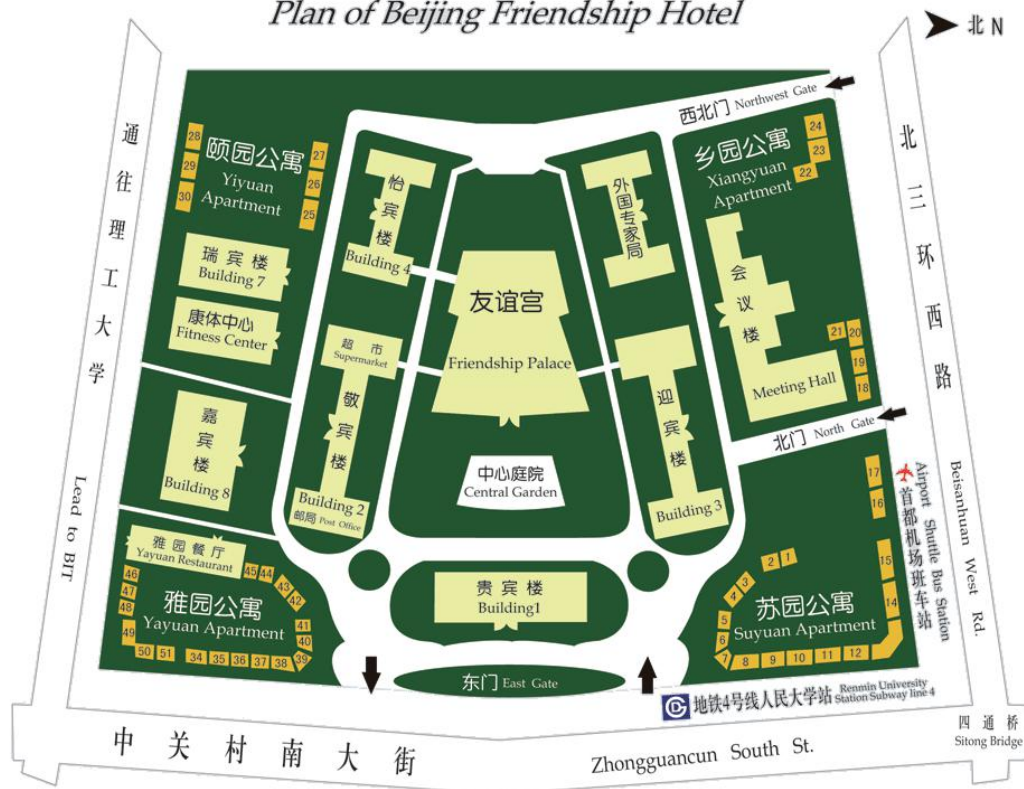 Plan of Beijing Friendship Hotel
北 N
西北门 Northwest Gate
通往理工大学
Lead to BIT
北三环西路
Beisanhuan West Rd.
28
29
30
颐园公寓
Yiyuan
Apartment
27
26
25
瑞宾楼
Building 7
康体中心
Fitness Center
嘉宾楼
Building 8
怡宾楼
Building 4
超市
Supermarket
敬宾楼
Building 2
邮局 Post Office
友谊宫
Friendship Palace
中心庭院
Central Garden
外国专家局
迎宾楼
Building 3
乡园公寓
Xiangyuan
Apartment
24
23
22
会议楼
Meeting Hall
21
20
19
18
北门 North Gate
17
16
15
14
首都机场班车站
Airport Shuttle Bus Station
雅园餐厅
Yayuan Restaurant
45
44
43
42
41
40
39
46
47
48
49
50
51
34
35
36
37
38
雅园公寓
Yayuan Apartment
贵宾楼
Building1
东门 East Gate
2
1
3
4
5
6
7
8
9
10
11
12
苏园公寓
Suyuan Apartment
地铁4号线人民大学站
Renmin University
Station Subway line 4
中关村南大街
Zhongguancun South St.
四通桥
Sitong Bridge